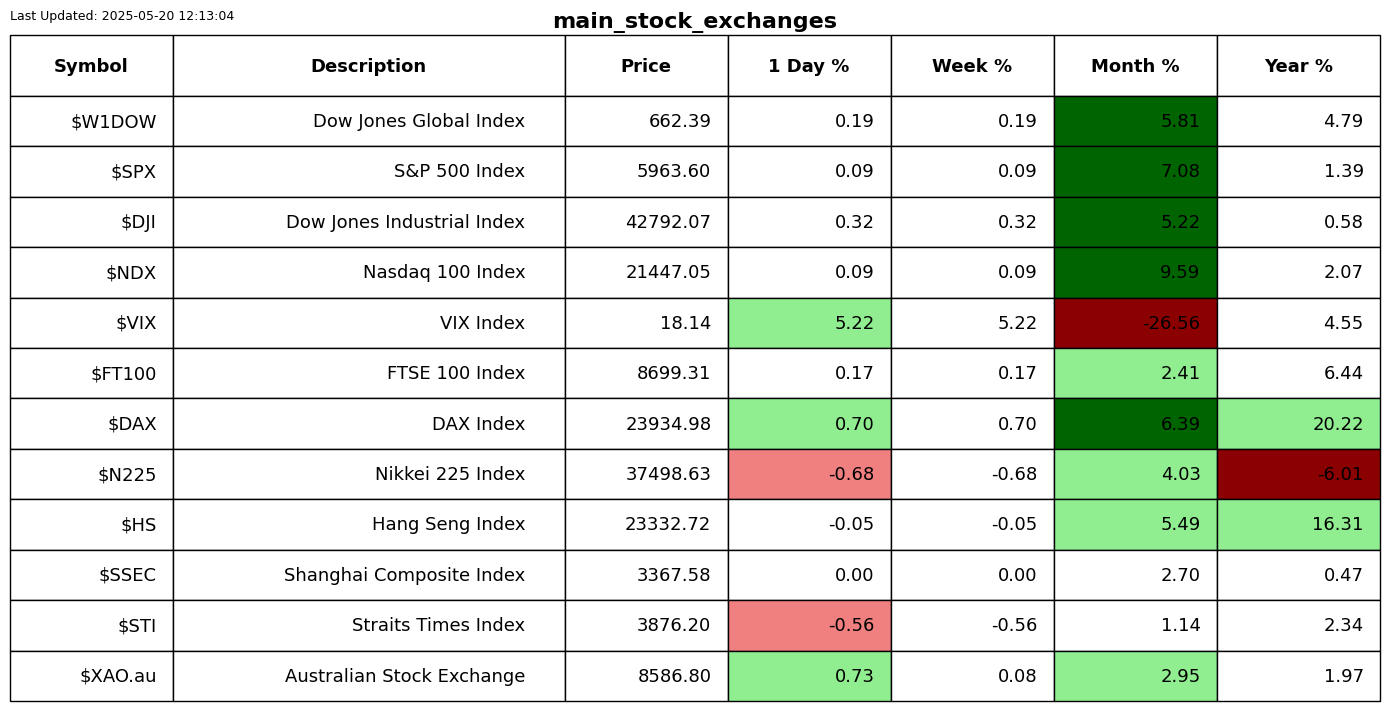 Last Updated: 2025-05-20 12:13:04
main_stock_exchanges
Symbol Description Price 1 Day % Week % Month % Year %
$W1DOW Dow Jones Global Index 662.39 0.19 0.19 5.81 4.79
$SPX S&P 500 Index 5963.60 0.09 0.09 7.08 1.39
$DJI Dow Jones Industrial Index 42792.07 0.32 0.32 5.22 0.58
$NDX Nasdaq 100 Index 21447.05 0.09 0.09 9.59 2.07
$VIX VIX Index 18.14 5.22 5.22 -26.56 4.55
$FT100 FTSE 100 Index 8699.31 0.17 0.17 2.41 6.44
$DAX DAX Index 23934.98 0.70 0.70 6.39 20.22
$N225 Nikkei 225 Index 37498.63 -0.68 -0.68 4.03 -6.01
$HS Hang Seng Index 23332.72 -0.05 -0.05 5.49 16.31
$SSEC Shanghai Composite Index 3367.58 0.00 0.00 2.70 0.47
$STI Straits Times Index 3876.20 -0.56 -0.56 1.14 2.34
$XAO.au Australian Stock Exchange 8586.80 0.73 0.08 2.95 1.97